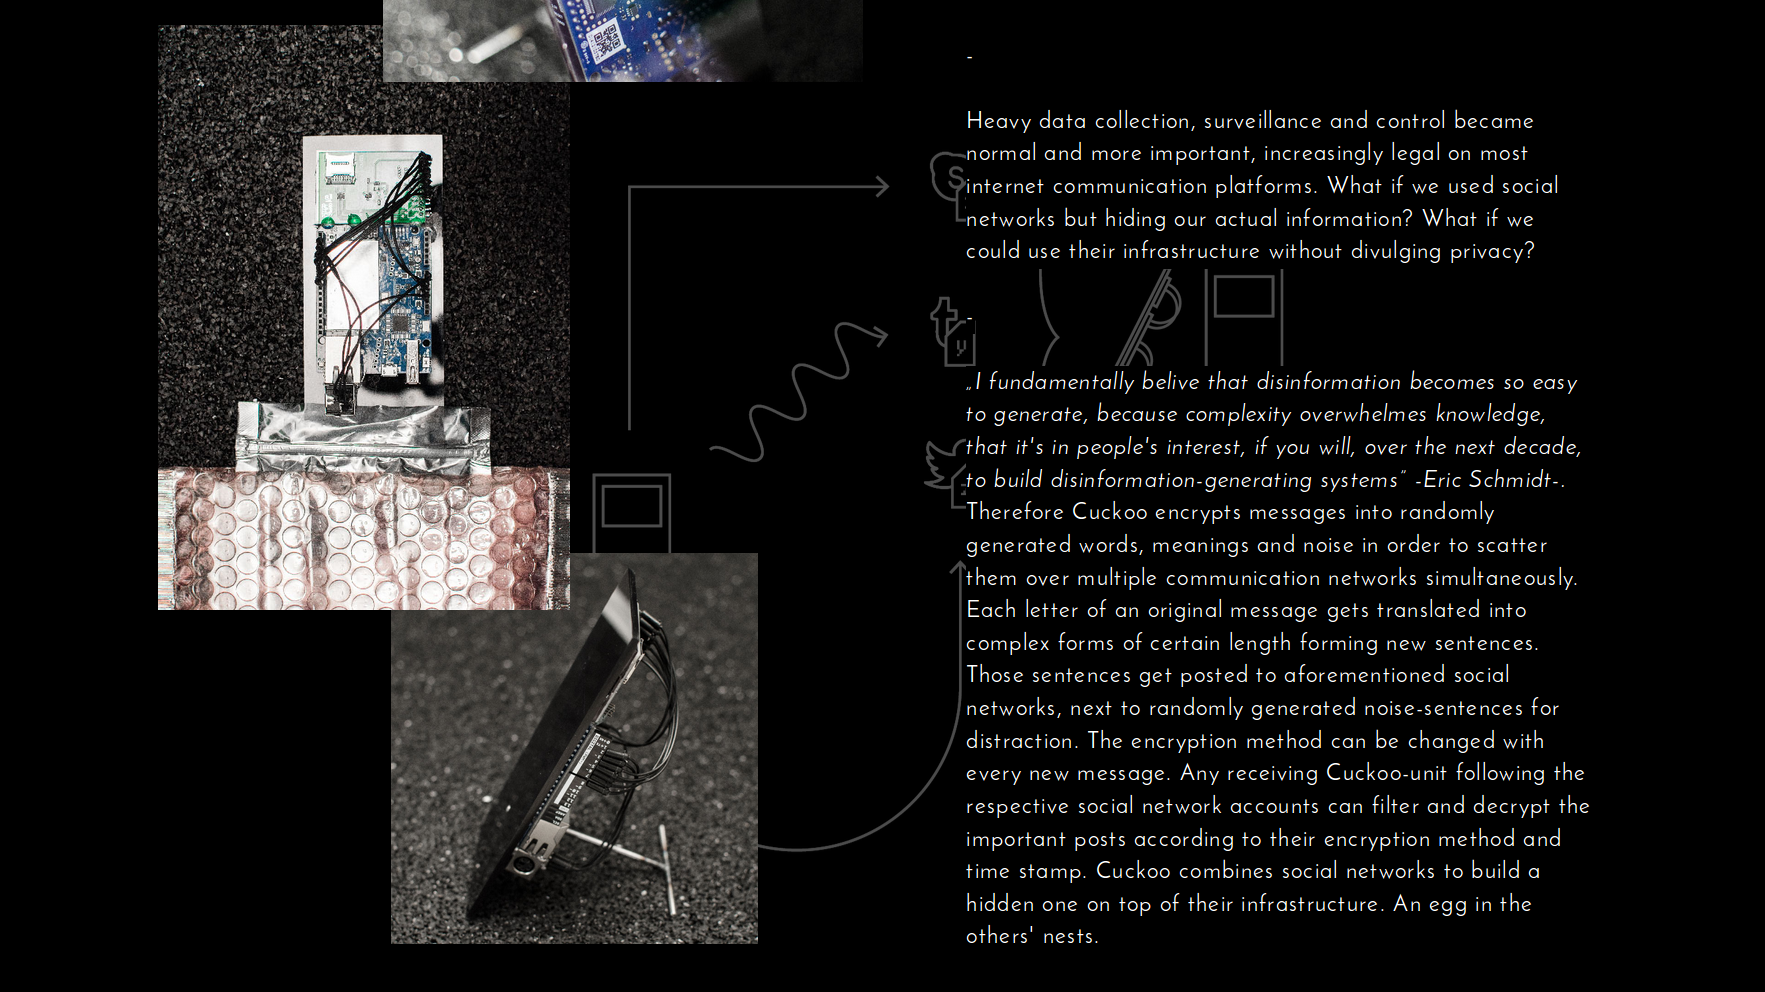 -
Heavy data collection, surveillance and control became
normal and more important, increasingly legal on most
internet communication platforms. What if we used social
networks but hiding our actual information? What if we
could use their infrastructure without divulging privacy?
-
„I fundamentally belive that disinformation becomes so easy
to generate, because complexity overwhelmes knowledge,
that it's in people's interest, if you will, over the next decade,
to build disinformation-generating systems" -Eric Schmidt-.
Therefore Cuckoo encrypts messages into randomly
generated words, meanings and noise in order to scatter
them over multiple communication networks simultaneously.
Each letter of an original message gets translated into
complex forms of certain length forming new sentences.
Those sentences get posted to aforementioned social
networks, next to randomly generated noise-sentences for
distraction. The encryption method can be changed with
every new message. Any receiving Cuckoo-unit following the
respective social network accounts can filter and decrypt the
important posts according to their encryption method and
time stamp. Cuckoo combines social networks to build a
hidden one on top of their infrastructure. An egg in the
others' nests.
S
t
y